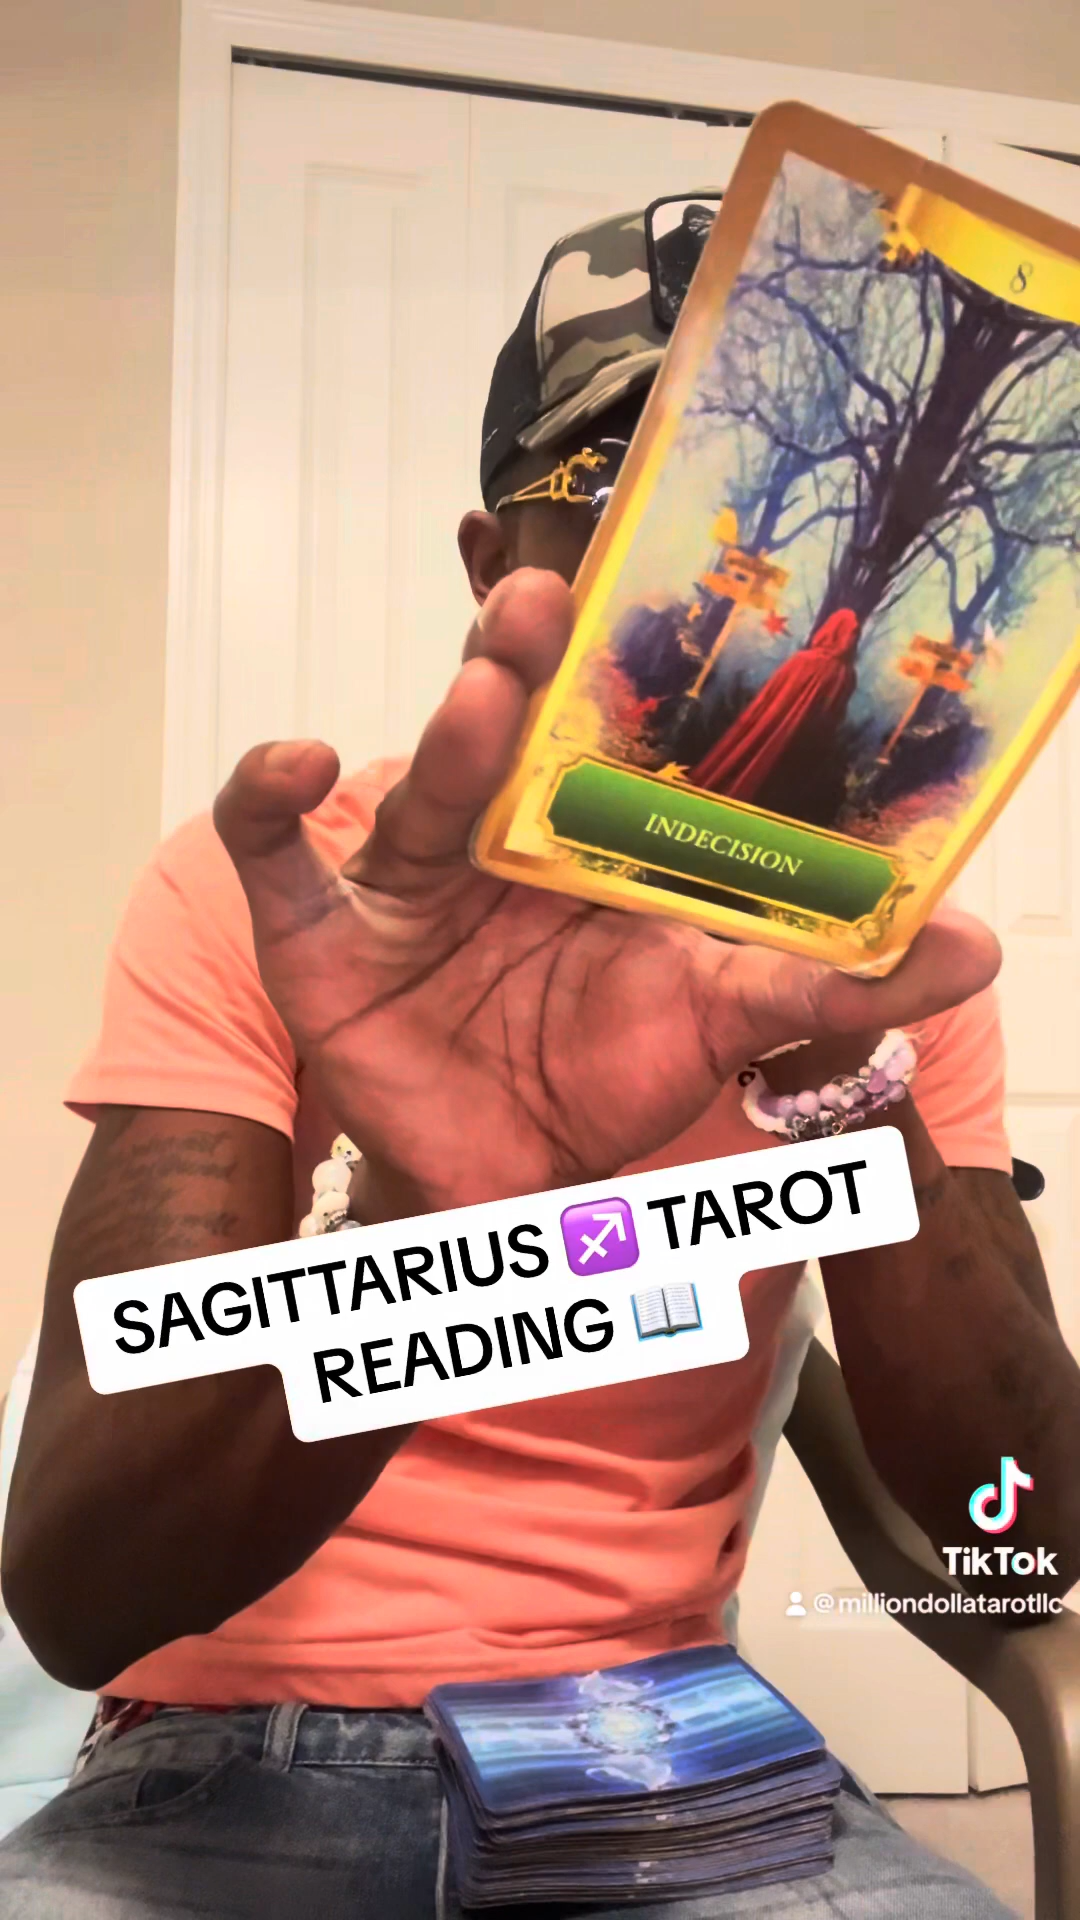 8
INDECISION
SAGITTARIUS ♐ TAROT
READING 📖
TikTok
@milliondollatarotllc